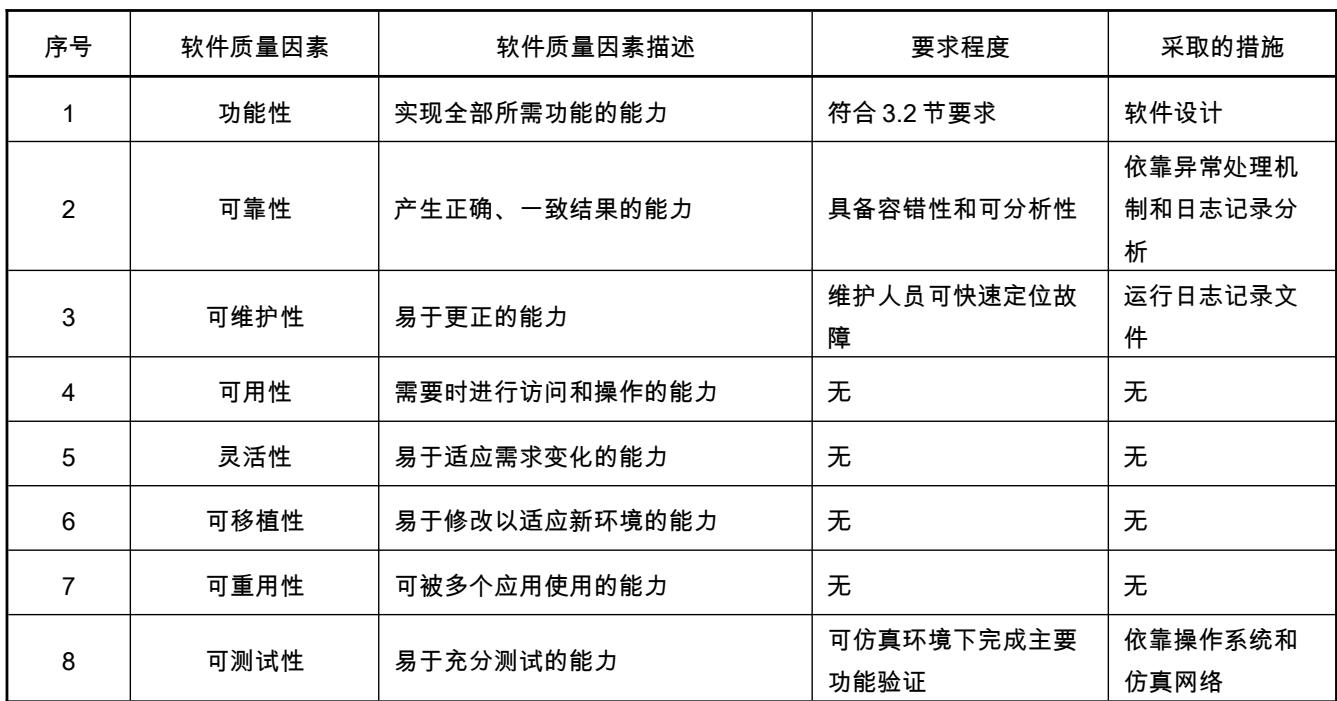 序号 软件质量因素 软件质量因素描述 要求程度 采取的措施
1 功能性 实现全部所需功能的能力 符合 3.2 节要求 软件设计
2 可靠性 产生正确、一致结果的能力 具备容错性和可分析性 依靠异常处理机
制和日志记录分
析
3 可维护性 易于更正的能力 维护人员可快速定位故
障
运行日志记录文
件
4 可用性 需要时进行访问和操作的能力 无 无
5 灵活性 易于适应需求变化的能力 无 无
6 可移植性 易于修改以适应新环境的能力 无 无
7 可重用性 可被多个应用使用的能力 无 无
8 可测试性 易于充分测试的能力 可仿真环境下完成主要
功能验证
依靠操作系统和
仿真网络